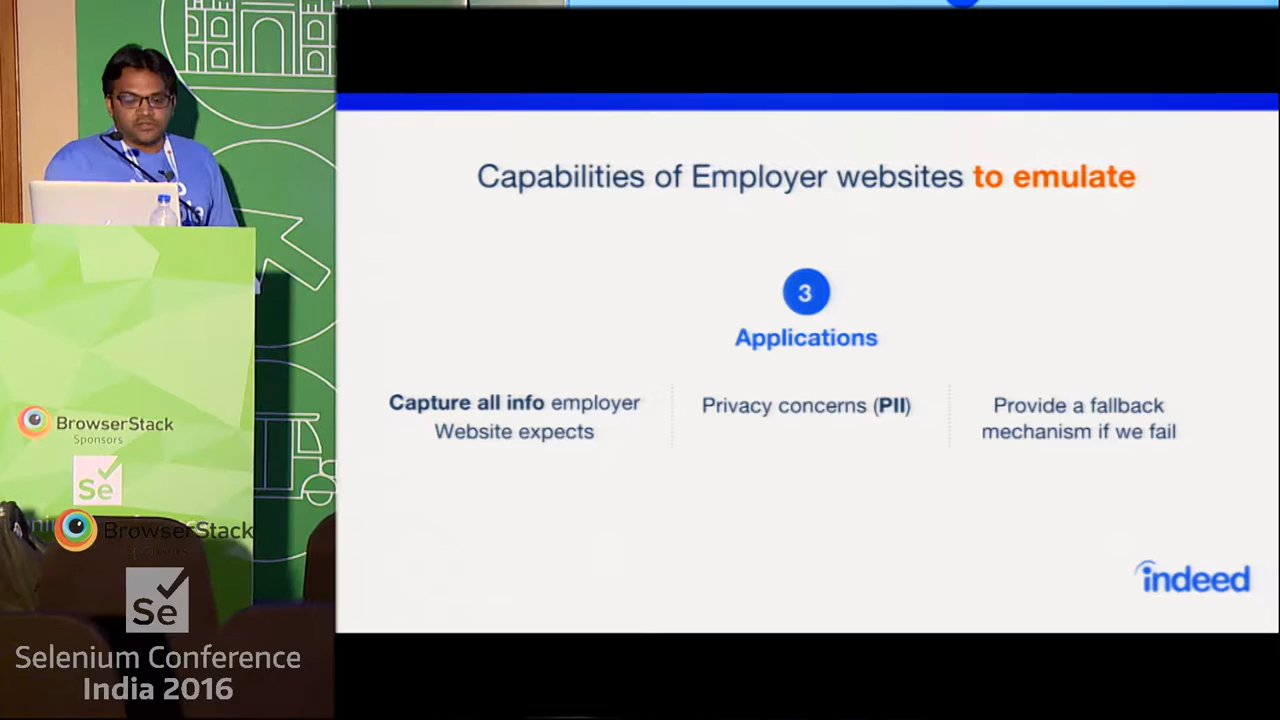 Capabilities of Employer websites to emulate
3
Applications
Capture all info employer
Website expects
Privacy concerns (PII)
Provide a fallback
mechanism if we fail
indeed
BrowserStack
Sponsors
Se
BrowserStack
Sponsors
Se
Selenium Conference
India 2016